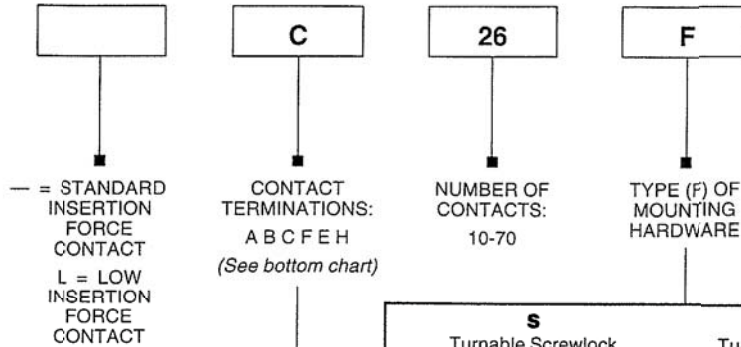 C
26
F
— = STANDARD
INSERTION
FORCE
CONTACT
L = LOW
INSERTION
FORCE
CONTACT
CONTACT
TERMINATIONS:
A B C F E H
(See bottom chart)
NUMBER OF
CONTACTS:
10-70
TYPE (F) OF
MOUNTING
HARDWARE
S
Turnable Screwlock